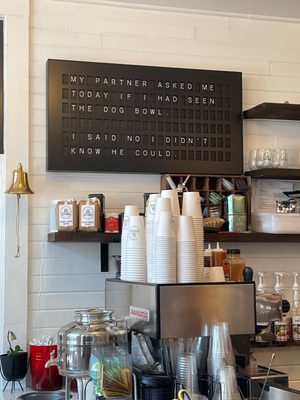 MY PARTNER ASKED ME
TODAY IF I HAD SEEN
THE DOG BOWL.
I SAID NO I DIDN'T
KNOW HE COULD.